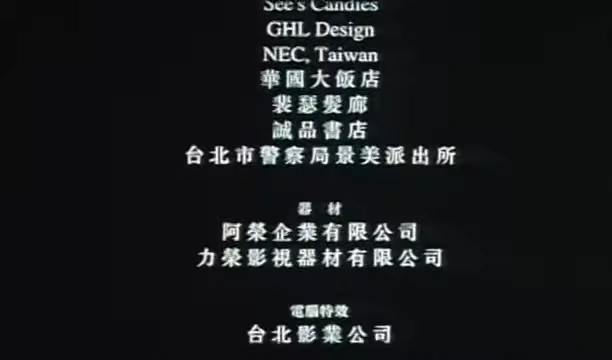 See's Candies
GHL Design
NEC, Taiwan
華國大飯店
裴瑟髮廊
誠品書店
台北市警察局景美派出所
器材
阿榮企業有限公司
力榮影視器材有限公司
電腦特效
台北影業公司